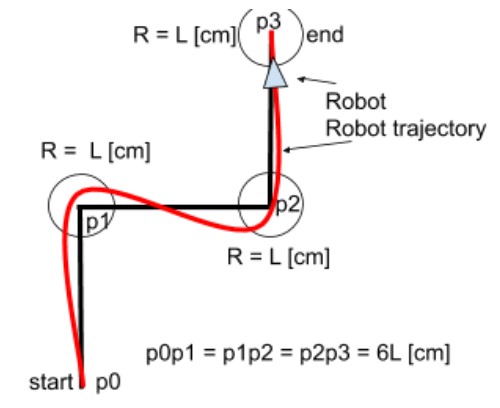 p3
R = L [cm]
end
Robot
Robot trajectory
R =  L [cm]
p1
p2
R = L [cm]
p0p1 = p1p2 = p2p3 = 6L [cm]
start
p0